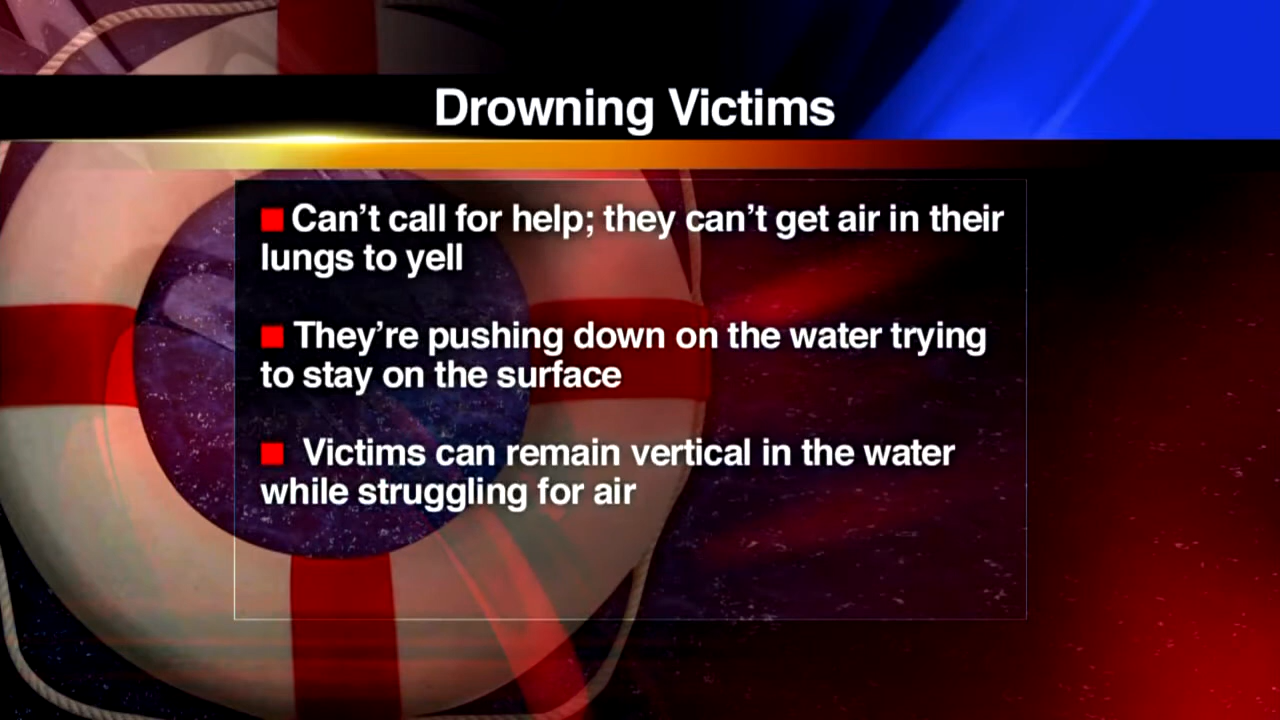 Drowning Victims
■ Can’t call for help; they can’t get air in their
lungs to yell
■ They’re pushing down on the water trying
to stay on the surface
■ Victims can remain vertical in the water
while struggling for air